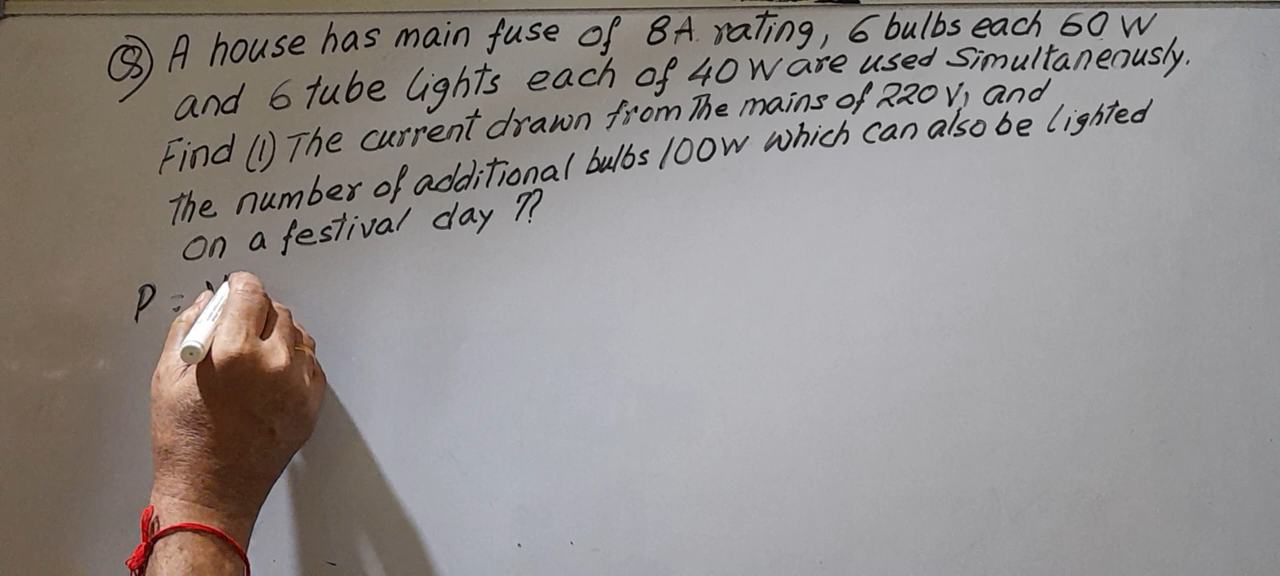 Q) A house has main fuse of 8A rating, 6 bulbs each 60 W
and 6 tube lights each of 40 W are used Simultaneously.
Find (1) The current drawn from The mains of 220 V, and
The number of additional bulbs 100W which can also be lighted
on a festival day ??
P =